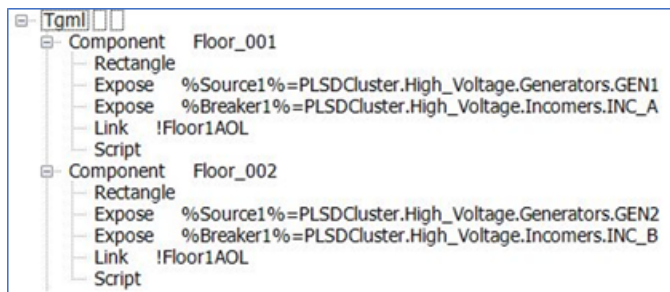 Tgml
Component Floor_001
Rectangle
Expose %Source1%=PLSDCluster.High_Voltage.Generators.GEN1
Expose %Breaker1%=PLSDCluster.High_Voltage.Incomers.INC_A
Link !Floor1AOL
Script
Component Floor_002
Rectangle
Expose %Source1%=PLSDCluster.High_Voltage.Generators.GEN2
Expose %Breaker1%=PLSDCluster.High_Voltage.Incomers.INC_B
Link !Floor1AOL
Script